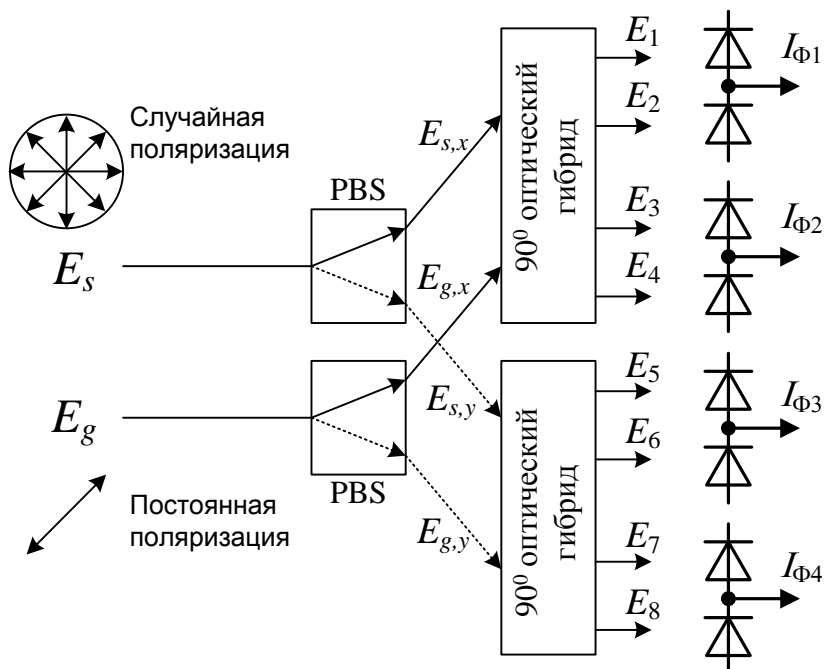 Случайная
поляризация
PBS
E_s
E_{s,x}
E_{g,x}
90⁰ оптический
гибрид
E_1
E_2
E_3
E_4
I_{Ф1}
I_{Ф2}
E_g
PBS
Постоянная
поляризация
E_{s,y}
E_{g,y}
90⁰ оптический
гибрид
E_5
E_6
E_7
E_8
I_{Ф3}
I_{Ф4}